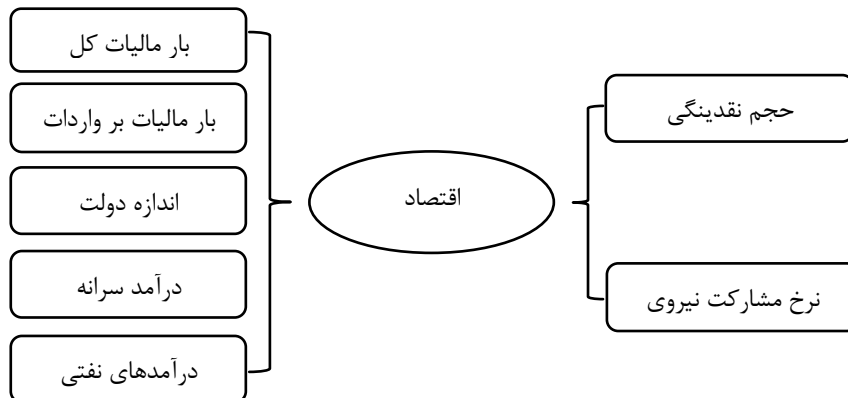 حجم نقدینگی
نرخ مشارکت نیروی
اقتصاد
بار مالیات کل
بار مالیات بر واردات
اندازه دولت
درآمد سرانه
درآمدهای نفتی